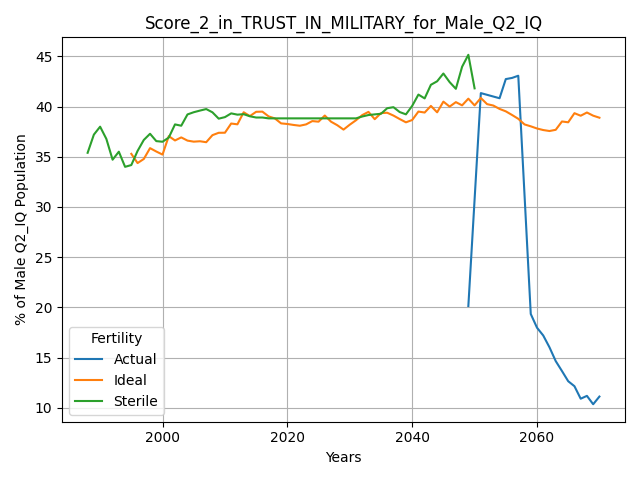 Score_2_in_TRUST_IN_MILITARY_for_Male_Q2_IQ
% of Male Q2_IQ Population
45
40
35
30
25
20
15
10
Fertility
Actual
Ideal
Sterile
2000
2020
2040
2060
Years